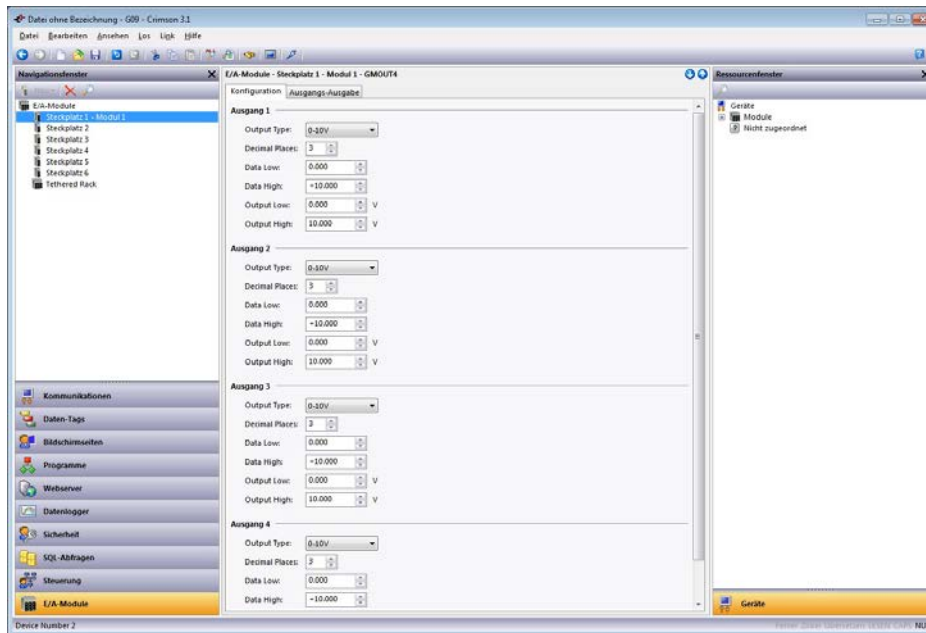 Datei ohne Bezeichnung - G09 - Crimson 3.1
Datei Bearbeiten Ansehen Los Link Hilfe
Navigationsfenster
E/A-Module
Steckplatz 1 - Modul 1
Steckplatz 2
Steckplatz 3
Steckplatz 4
Steckplatz 5
Steckplatz 6
Tethered Rack
Kommunikationen
Daten-Tags
Bildschirmseiten
Programme
Webserver
Datenlogger
Sicherheit
SQL-Abfragen
Steuerung
E/A-Module
E/A-Module - Steckplatz 1 - Modul 1 - GMOUT4
Konfiguration Ausgangs-Ausgabe
Ausgang 1
Output Type: 0-10V
Decimal Places: 3
Data Low: 0.000
Data High: +10.000
Output Low: 0.000 V
Output High: 10.000 V
Ausgang 2
Output Type: 0-10V
Decimal Places: 3
Data Low: 0.000
Data High: +10.000
Output Low: 0.000 V
Output High: 10.000 V
Ausgang 3
Output Type: 0-10V
Decimal Places: 3
Data Low: 0.000
Data High: +10.000
Output Low: 0.000 V
Output High: 10.000 V
Ausgang 4
Output Type: 0-10V
Decimal Places: 3
Data Low: 0.000
Data High: +10.000
Ressourcenfenster
Geräte
Module
Nicht zugeordnet
Geräte
Device Number 2
CAPS NU